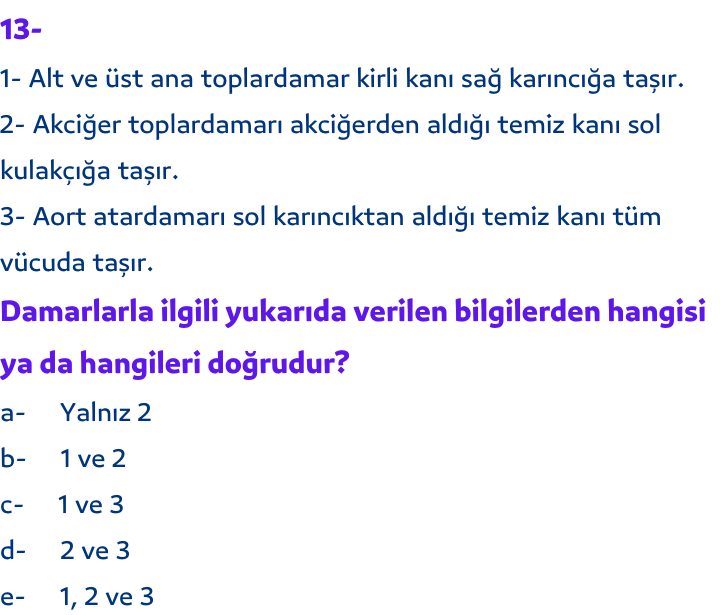 13-
1- Alt ve üst ana toplardamar kirli kanı sağ karıncığa taşır.
2- Akciğer toplardamarı akciğerden aldığı temiz kanı sol
kulakçığa taşır.
3- Aort atardamarı sol karıncıktan aldığı temiz kanı tüm
vücuda taşır.
Damarlarla ilgili yukarıda verilen bilgilerden hangisi
ya da hangileri doğrudur?
a- Yalnız 2
b- 1 ve 2
c- 1 ve 3
d- 2 ve 3
e- 1, 2 ve 3